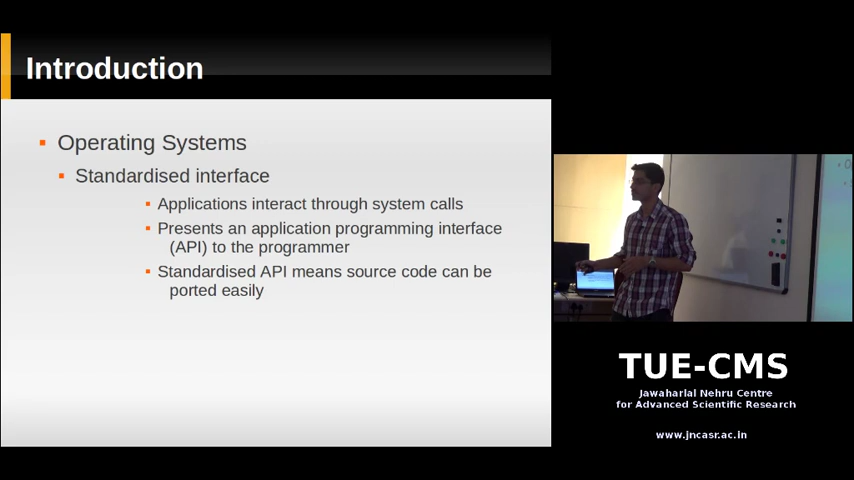 Introduction
Operating Systems
Standardised interface
Applications interact through system calls
Presents an application programming interface
(API) to the programmer
Standardised API means source code can be
ported easily
TUE-CMS
Jawaharlal Nehru Centre
for Advanced Scientific Research
www.jncasr.ac.in